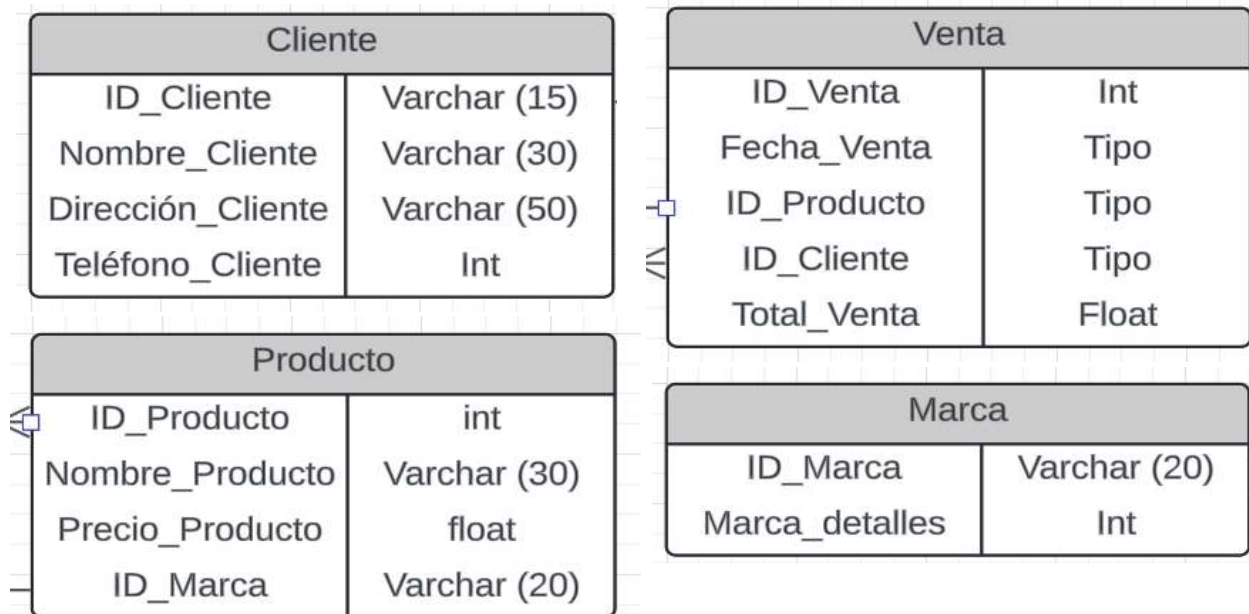 Cliente
ID_Cliente Varchar (15)
Nombre_Cliente Varchar (30)
Dirección_Cliente Varchar (50)
Teléfono_Cliente Int
Venta
ID_Venta Int
Fecha_Venta Tipo
ID_Producto Tipo
ID_Cliente Tipo
Total_Venta Float
Producto
ID_Producto int
Nombre_Producto Varchar (30)
Precio_Producto float
ID_Marca Varchar (20)
Marca
ID_Marca Varchar (20)
Marca_detalles Int